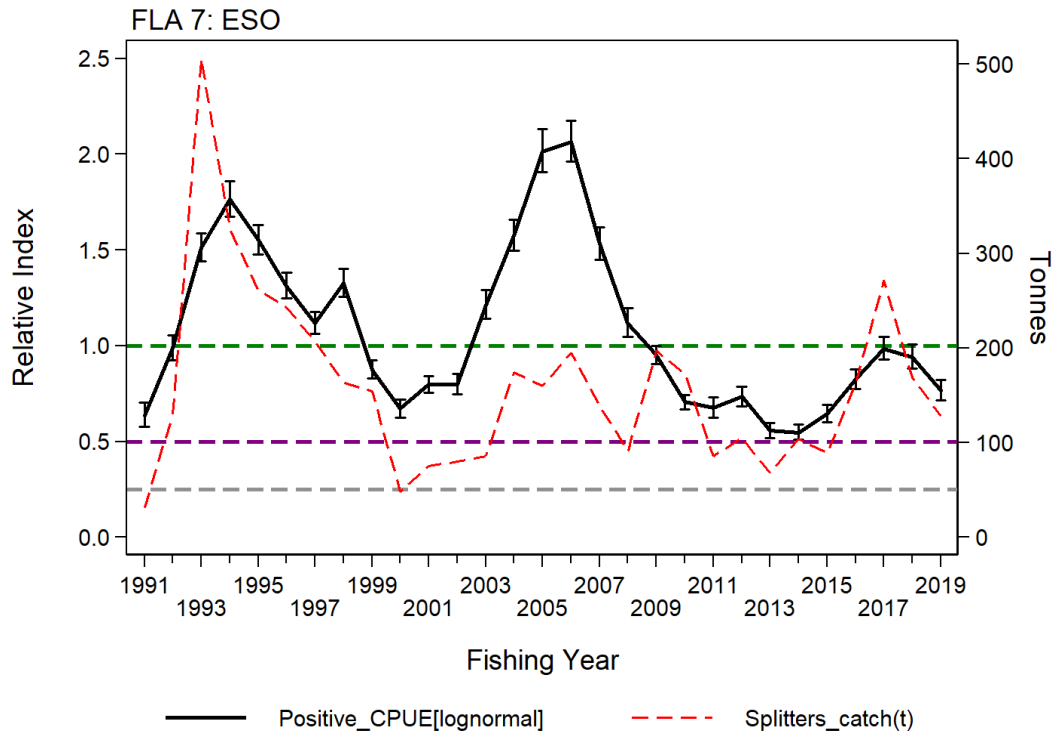 FLA 7: ESO
2.5
2.0
1.5
1.0
0.5
0.0
Relative Index
500
400
300
200
100
0
Tonnes
1991 1995 1999 2003 2007 2011 2015 2019
1993 1997 2001 2005 2009 2013 2017
Fishing Year
Positive_CPUE[lognormal] Splitters_catch(t)